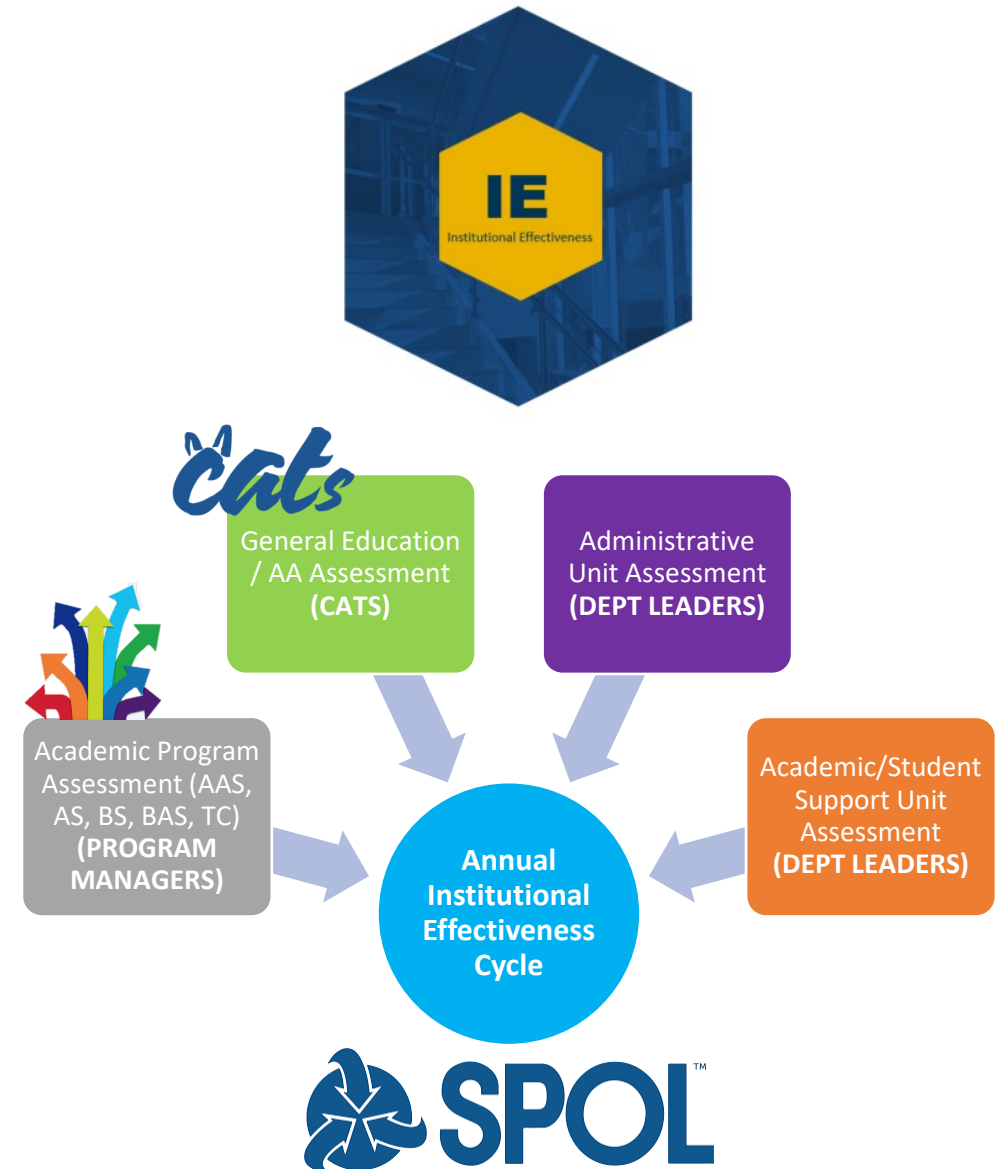 IE
Institutional Effectiveness
cats
General Education
/ AA Assessment
(CATS)
Administrative
Unit Assessment
(DEPT LEADERS)
Academic Program
Assessment (AAS,
AS, BS, BAS, TC)
(PROGRAM
MANAGERS)
Academic/Student
Support Unit
Assessment
(DEPT LEADERS)
Annual
Institutional
Effectiveness
Cycle
SPOL™